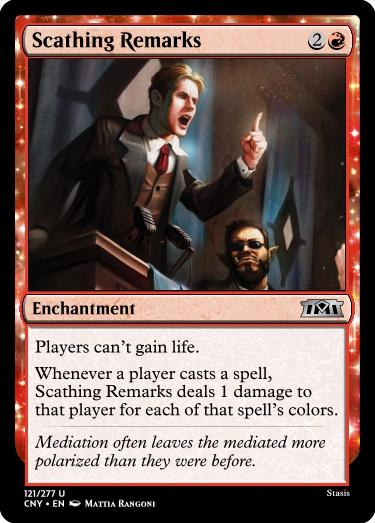 Scathing Remarks 2
Enchantment
Players can't gain life.
Whenever a player casts a spell,
Scathing Remarks deals 1 damage to
that player for each of that spell's colors.
Mediation often leaves the mediated more
polarized than they were before.
121/277 U
Stasis
CNY • EN Mattia Rangoni